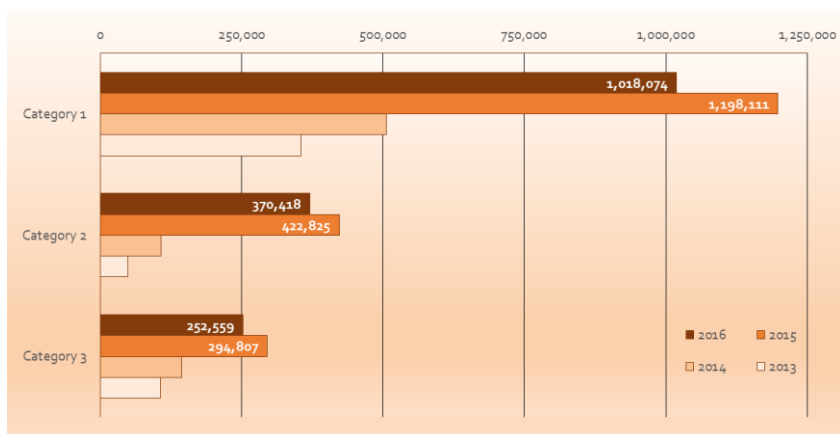 0 250,000 500,000 750,000 1,000,000 1,250,000
1,018,074
Category 1 1,198,111
370,418
Category 2 422,825
252,559
Category 3 294,807
2016 2015
2014 2013